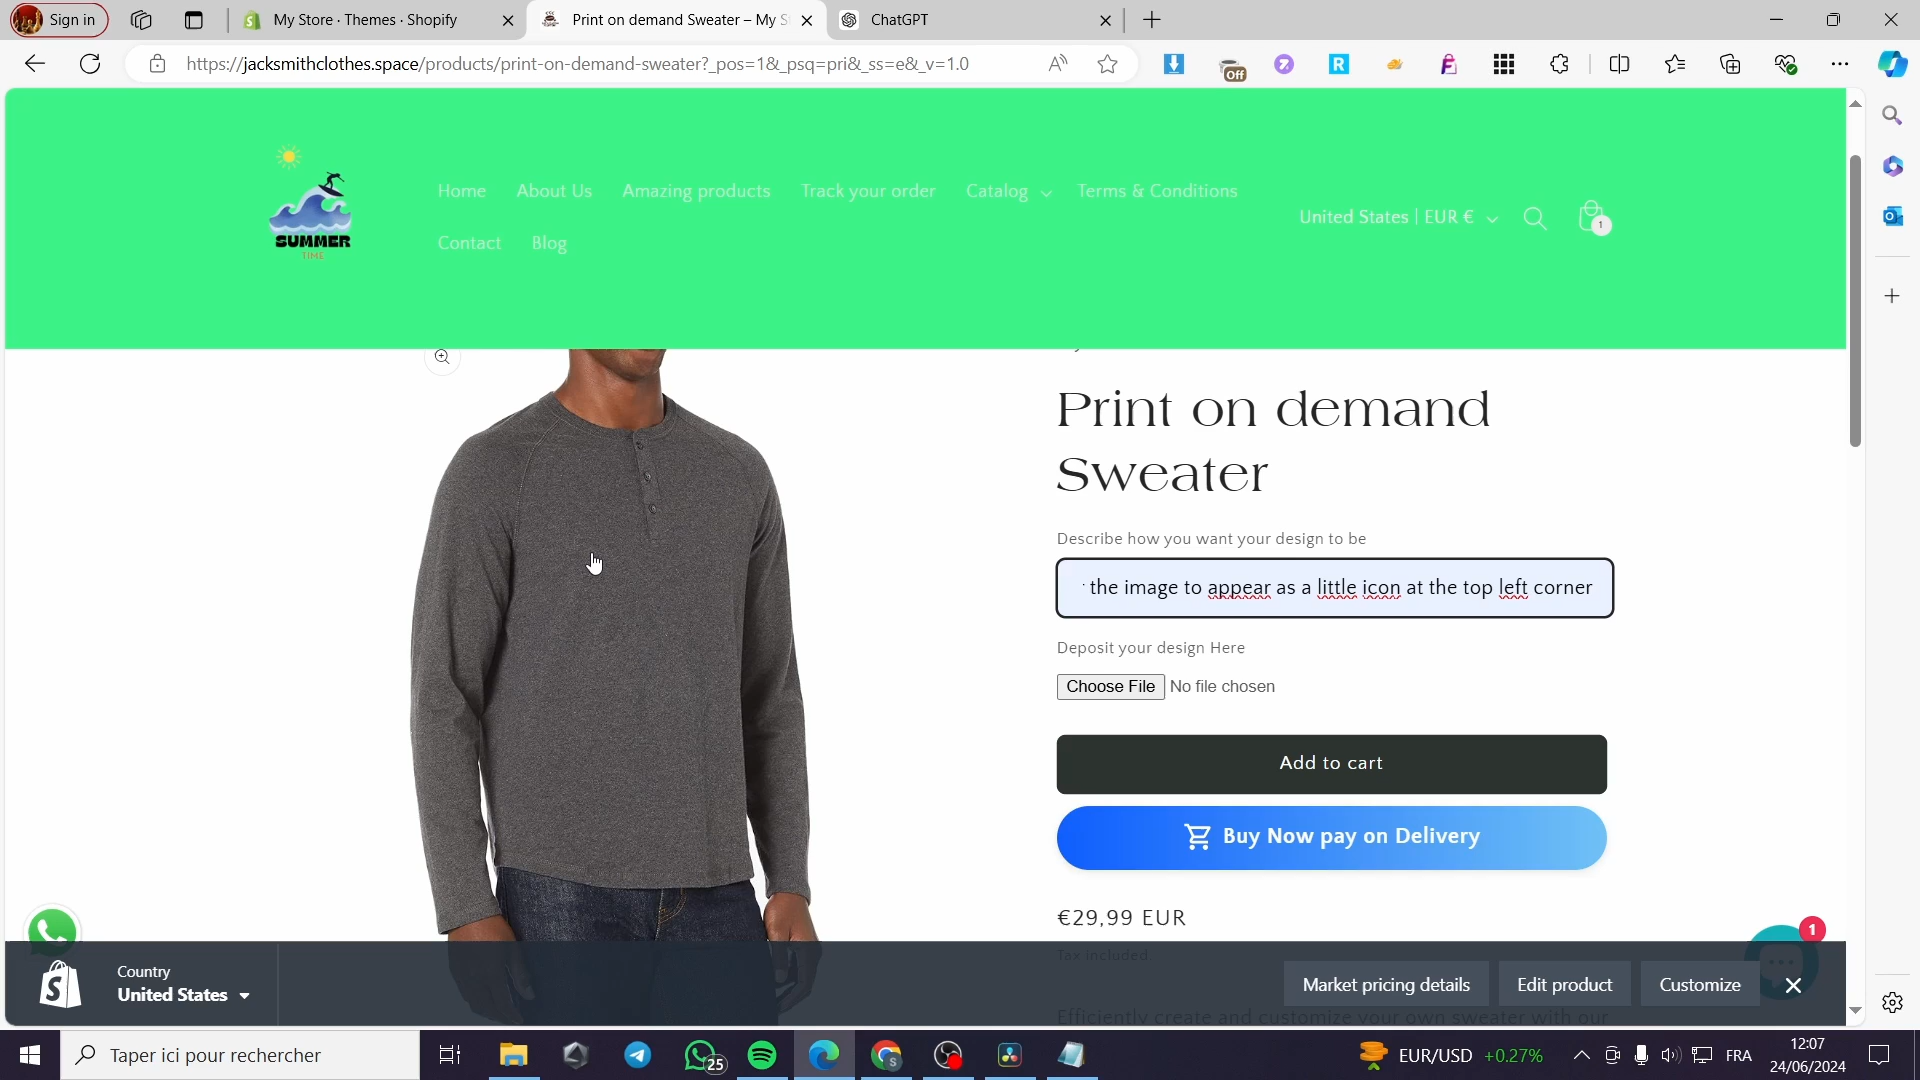 Sign in
My Store · Themes · Shopify
Print on demand Sweater – My S
ChatGPT
https://jacksmithclothes.space/products/print-on-demand-sweater?_pos=1&_psq=pri&_ss=e&_v=1.0
Off
SUMMER
TIME
Home
About Us
Amazing products
Track your order
Catalog
Terms & Conditions
Contact
Blog
United States | EUR €
1
Print on demand
Sweater
Describe how you want your design to be
the image to appear as a little icon at the top left corner
Deposit your design Here
Choose File No file chosen
Add to cart
Buy Now pay on Delivery
€29,99 EUR
Tax included.
Efficiently create and customize your own sweater with our
1
Country
United States
Market pricing details
Edit product
Customize
Taper ici pour rechercher
25
EUR/USD +0.27%
FRA
12:07
24/06/2024